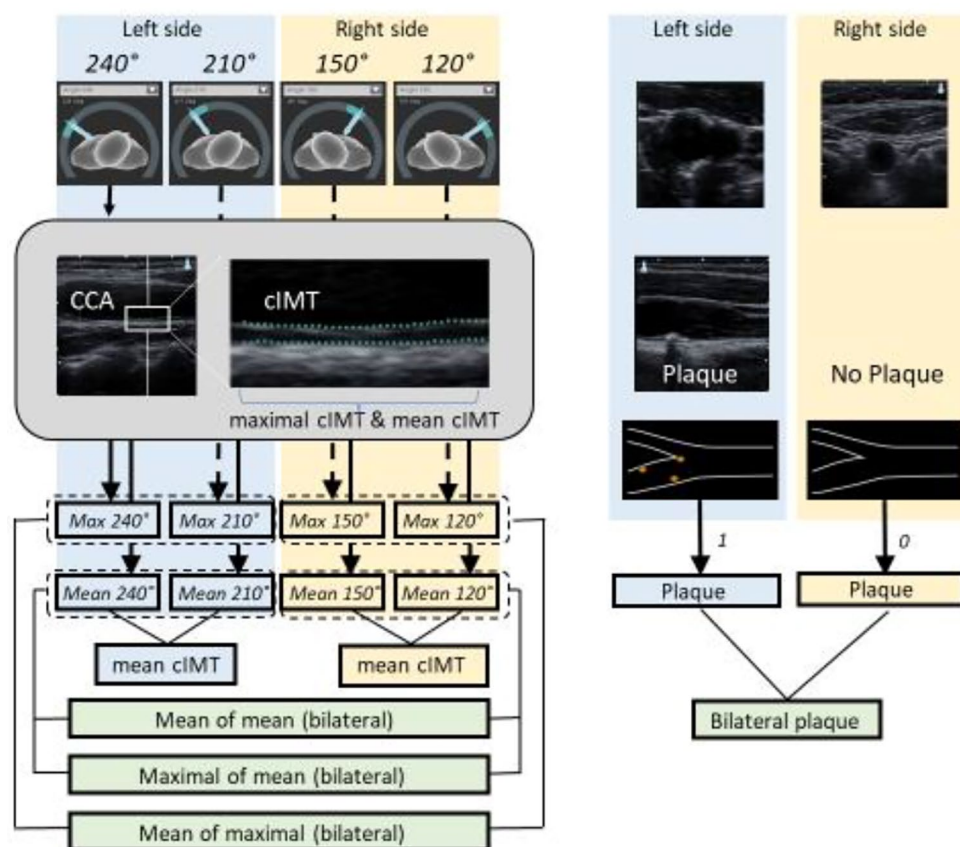 Left side
Right side
240°
210°
150°
120°
CCA
cIMT
maximal cIMT & mean cIMT
Max 240°
Max 210°
Max 150°
Max 120°
Mean 240°
Mean 210°
Mean 150°
Mean 120°
mean cIMT
mean cIMT
Mean of mean (bilateral)
Maximal of mean (bilateral)
Mean of maximal (bilateral)
Left side
Right side
Plaque
No Plaque
1
0
Plaque
Plaque
Bilateral plaque